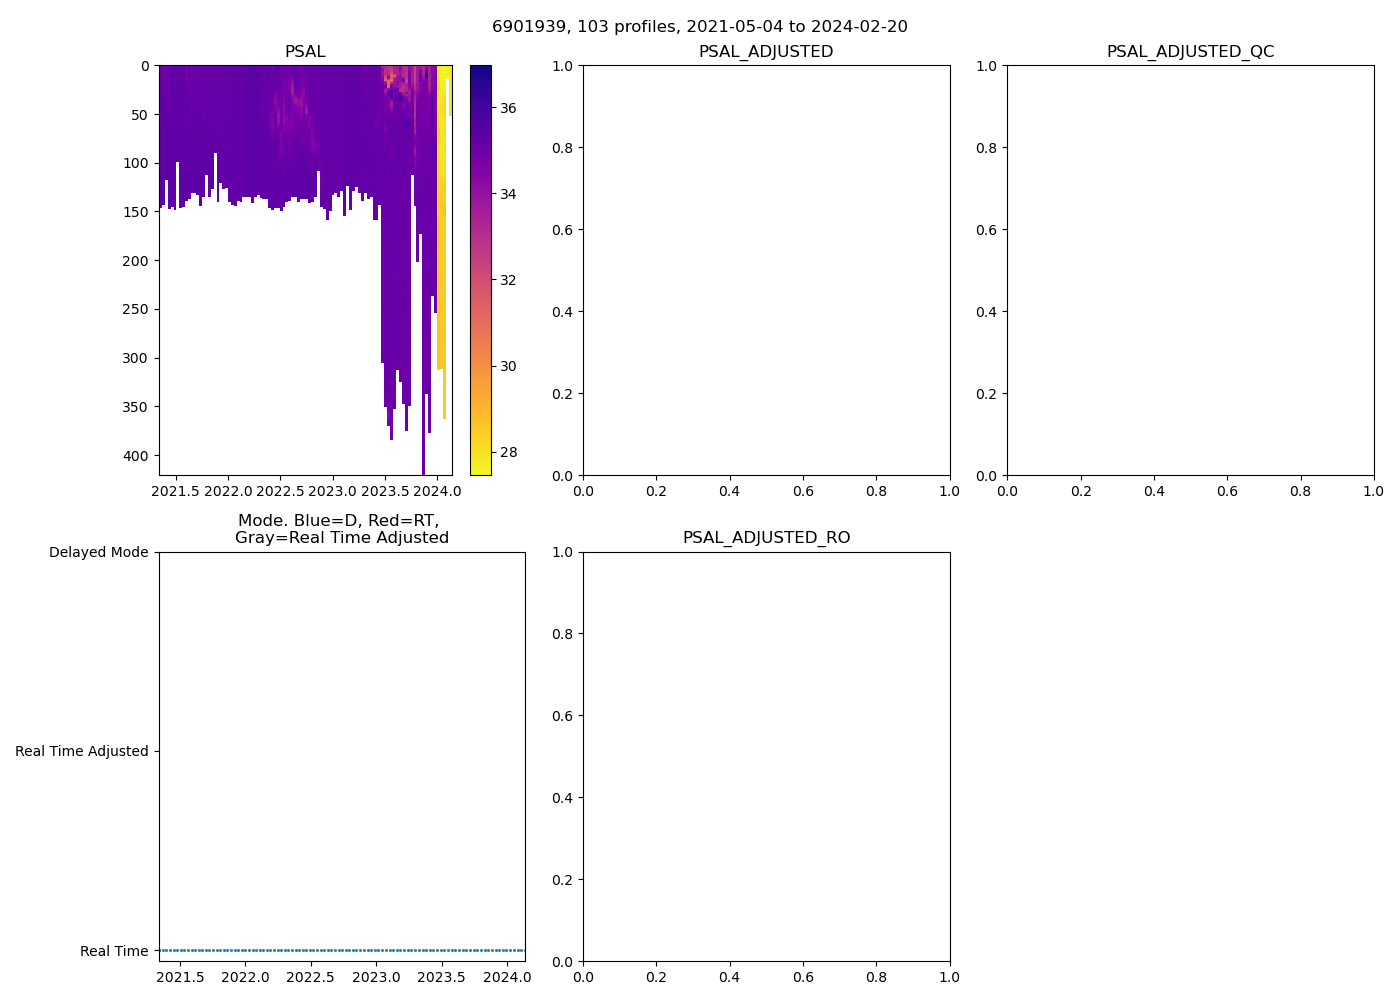 6901939, 103 profiles, 2021-05-04 to 2024-02-20
PSAL
0
50
100
150
200
250
300
350
400
2021.5 2022.0 2022.5 2023.0 2023.5 2024.0
36
34
32
30
28
PSAL_ADJUSTED
1.0
0.8
0.6
0.4
0.2
0.0
0.0 0.2 0.4 0.6 0.8 1.0
PSAL_ADJUSTED_QC
1.0
0.8
0.6
0.4
0.2
0.0
0.0 0.2 0.4 0.6 0.8 1.0
Mode. Blue=D, Red=RT,
Gray=Real Time Adjusted
Delayed Mode
Real Time Adjusted
Real Time
2021.5 2022.0 2022.5 2023.0 2023.5 2024.0
PSAL_ADJUSTED_RO
1.0
0.8
0.6
0.4
0.2
0.0
0.0 0.2 0.4 0.6 0.8 1.0